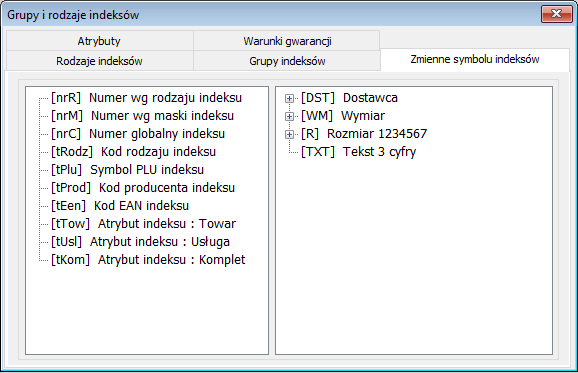 Grupy i rodzaje indeksów
Atrybuty
Warunki gwarancji
Rodzaje indeksów
Grupy indeksów
Zmienne symbolu indeksów
[nrR] Numer wg rodzaju indeksu
[nrM] Numer wg maski indeksu
[nrC] Numer globalny indeksu
[tRodz] Kod rodzaju indeksu
[tPlu] Symbol PLU indeksu
[tProd] Kod producenta indeksu
[tEen] Kod EAN indeksu
[tTow] Atrybut indeksu : Towar
[tUsl] Atrybut indeksu : Usługa
[tKom] Atrybut indeksu : Komplet
[DST] Dostawca
[WM] Wymiar
[R] Rozmiar 1234567
[TXT] Tekst 3 cyfry